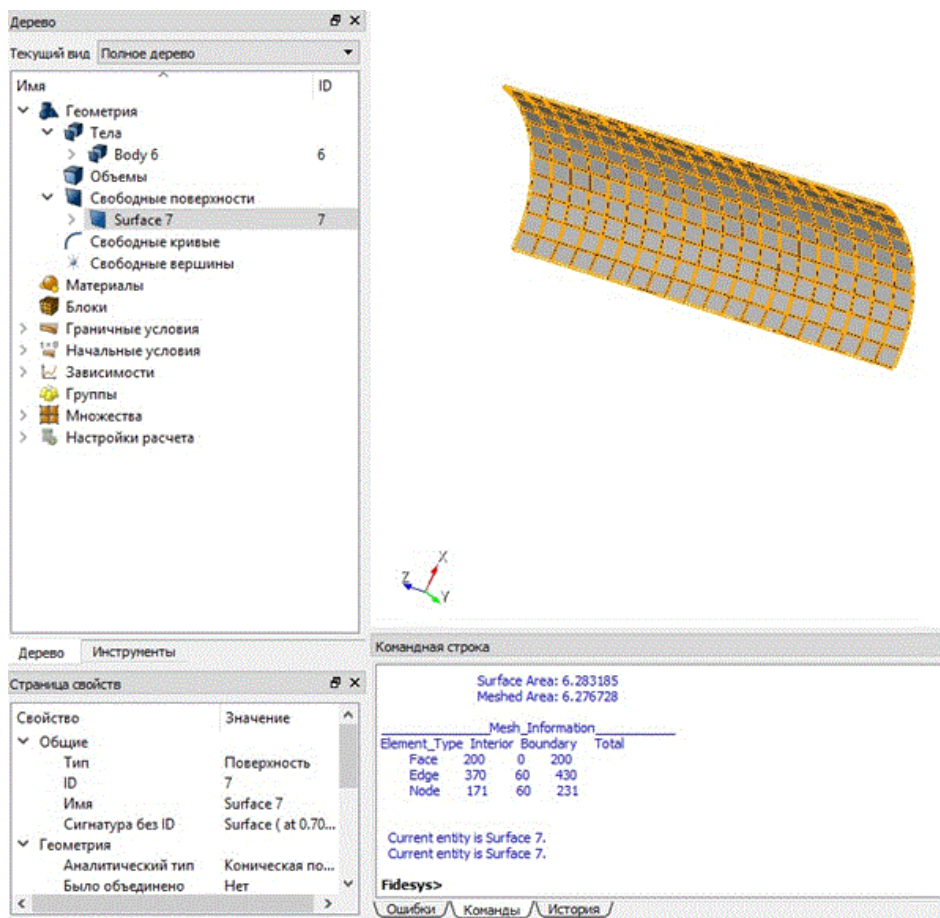 Дерево
Текущий вид Полное дерево
Имя ID
Геометрия
Тела
Body 6 6
Объемы
Свободные поверхности
Surface 7 7
Свободные кривые
Свободные вершины
Материалы
Блоки
Граничные условия
Начальные условия
Зависимости
Группы
Множества
Настройки расчета
Дерево Инструменты
Страница свойств
Свойство Значение
Общие
Тип Поверхность
ID 7
Имя Surface 7
Сигнатура без ID Surface ( at 0.70...
Геометрия
Аналитический тип Коническая по...
Было объединено Нет
X
Z
Y
Командная строка
Surface Area: 6.283185
Meshed Area: 6.276728
______________Mesh_Information__________
Element_Type Interior Boundary Total
Face 200 0 200
Edge 370 60 430
Node 171 60 231
Current entity is Surface 7.
Current entity is Surface 7.
Fidesys>
Ошибки Команды История